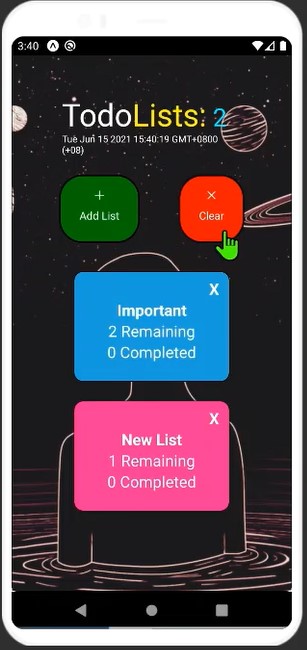 3:40
TodoLists: 2
Tue Jun 15 2021 15:40:19 GMT+0800
(+08)
+
Add List
×
Clear
X
Important
2 Remaining
0 Completed
X
New List
1 Remaining
0 Completed